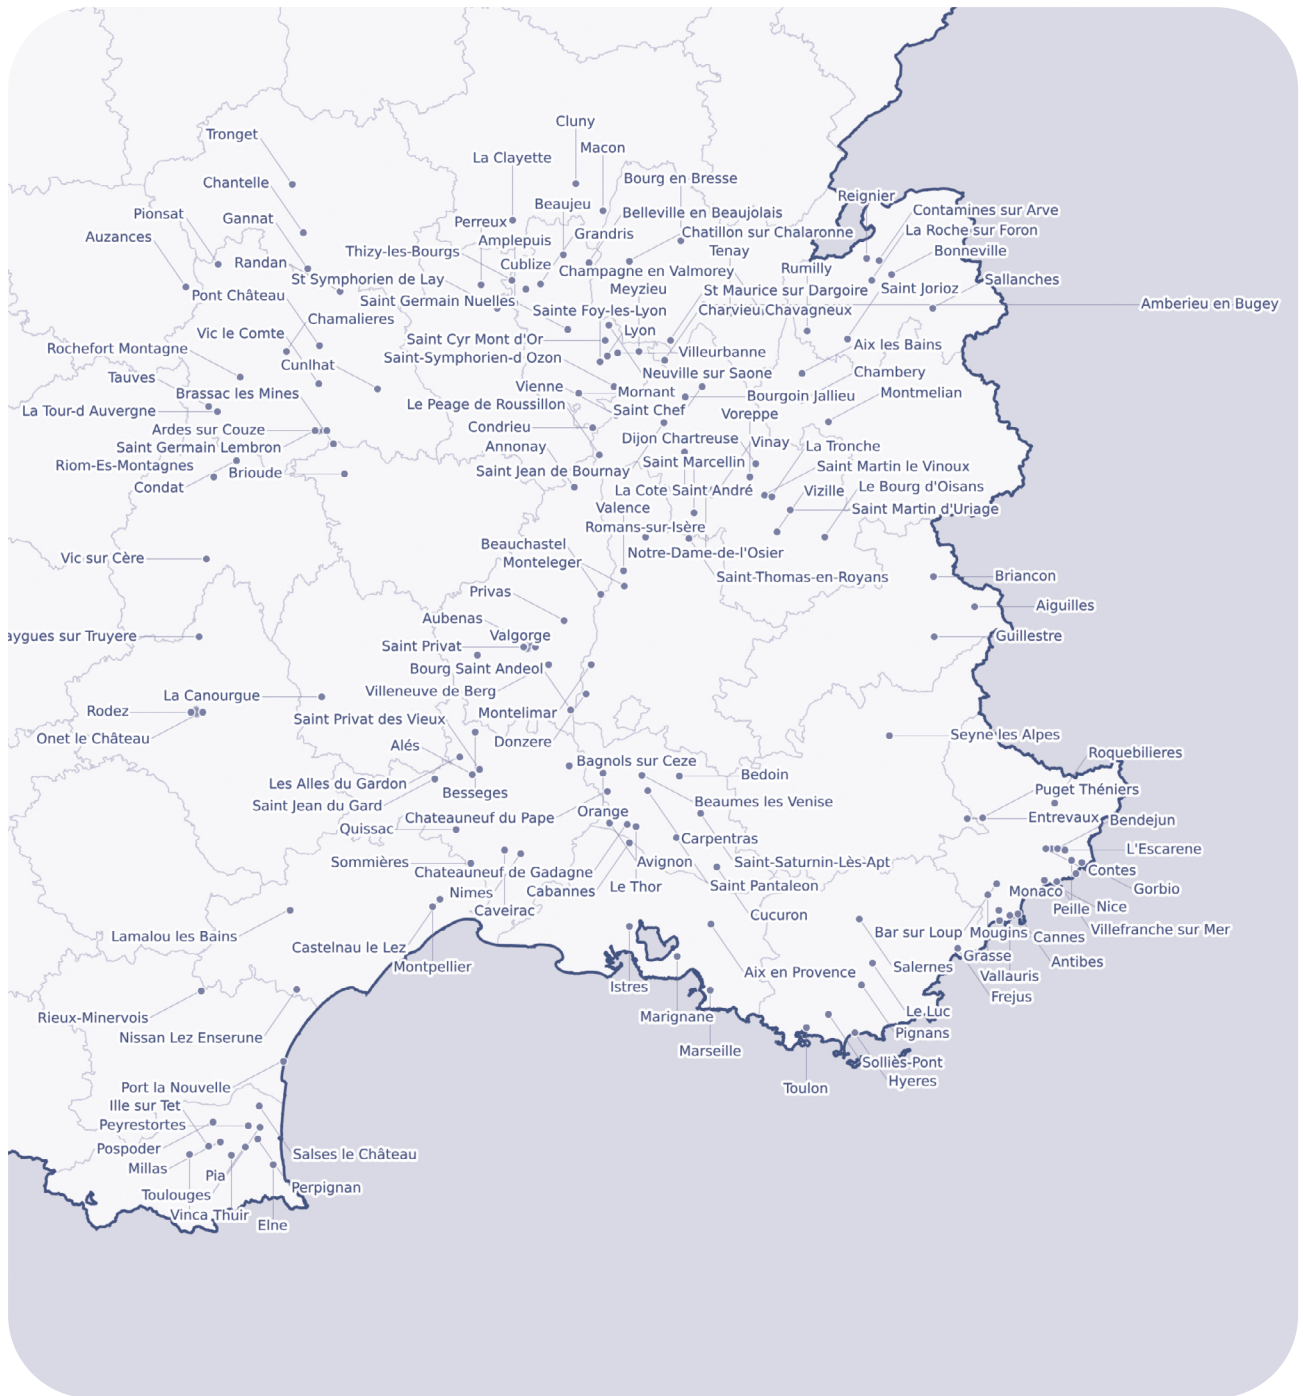 Cluny
Tronget
Macon
La Clayette
Bourg en Bresse
Chantelle
Reignier
Beaujeu
Contamines sur Arve
Pionsat
Belleville en Beaujolais
Gannat
Perreux
La Roche sur Foron
Chatillon sur Chalaronne
Grandris
Auzances
Amplepuis
Thizy-les-Bourgs
Tenay
Bonneville
Randan
Cublize
Champagne en Valmorey
Rumilly
St Symphorien de Lay
Sallanches
Meyzieu
St Maurice sur Dargoire
Saint Jorioz
Pont Château
Saint Germain Nuelles
Amberieu en Bugey
Sainte Foy-les-Lyon
Charvieu Chavagneux
Chamalieres
Lyon
Vic le Comte
Saint Cyr Mont d'Or
Aix les Bains
Rochefort Montagne
Villeurbanne
Saint-Symphorien-d Ozon
Cunlhat
Neuville sur Saone
Chambery
Tauves
Vienne
Mornant
Montmelian
Brassac les Mines
Bourgoin Jallieu
Le Peage de Roussillon
La Tour-d Auvergne
Saint Chef
Voreppe
Condrieu
Ardes sur Couze
Dijon Chartreuse
Vinay
La Tronche
Saint Germain Lembron
Annonay
Saint Marcellin
Riom-Es-Montagnes
Saint Martin le Vinoux
Brioude
Saint Jean de Bournay
Condat
La Cote Saint André
Vizille
Le Bourg d'Oisans
Valence
Saint Martin d'Uriage
Romans-sur-Isère
Beauchastel
Notre-Dame-de-l'Osier
Vic sur Cère
Monteleger
Saint-Thomas-en-Royans
Briancon
Privas
Aiguilles
Aubenas
aygues sur Truyere
Valgorge
Guillestre
Saint Privat
Bourg Saint Andeol
Villeneuve de Berg
La Canourgue
Rodez
Montelimar
Saint Privat des Vieux
Onet le Château
Seyne les Alpes
Donzere
Alés
Roquebilieres
Bagnols sur Ceze
Bedoin
Les Alles du Gardon
Besseges
Puget Théniers
Saint Jean du Gard
Beaumes les Venise
Orange
Chateauneuf du Pape
Entrevaux
Bendejun
Quissac
Carpentras
L'Escarene
Sommières
Avignon
Saint-Saturnin-Lès-Apt
Contes
Chateauneuf de Gadagne
Le Thor
Saint Pantaleon
Gorbio
Nimes
Cabannes
Monaco
Caveirac
Peille
Nice
Cucuron
Lamalou les Bains
Bar sur Loup
Mougins
Cannes
Villefranche sur Mer
Castelnau le Lez
Grasse
Antibes
Montpellier
Aix en Provence
Salernes
Vallauris
Istres
Frejus
Rieux-Minervois
Marignane
Le Luc
Nissan Lez Enserune
Pignans
Marseille
Solliès-Pont
Hyeres
Port la Nouvelle
Toulon
Ille sur Tet
Peyrestortes
Pospoder
Salses le Château
Millas
Pia
Perpignan
Toulouges
Vinca
Thuir
Elne